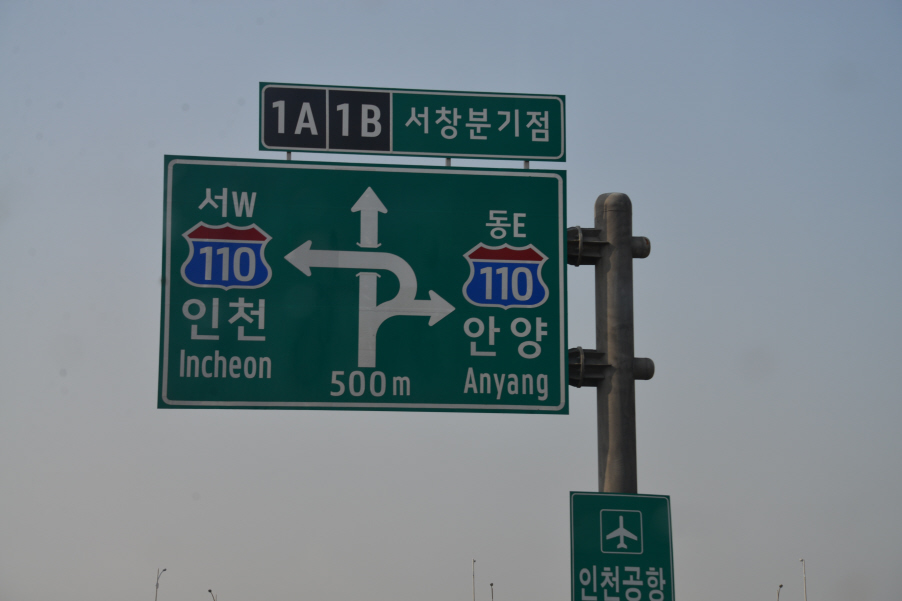 1A 1B 서창분기점
서W
110
인천
Incheon
동E
110
안양
Anyang
500m
인천공항